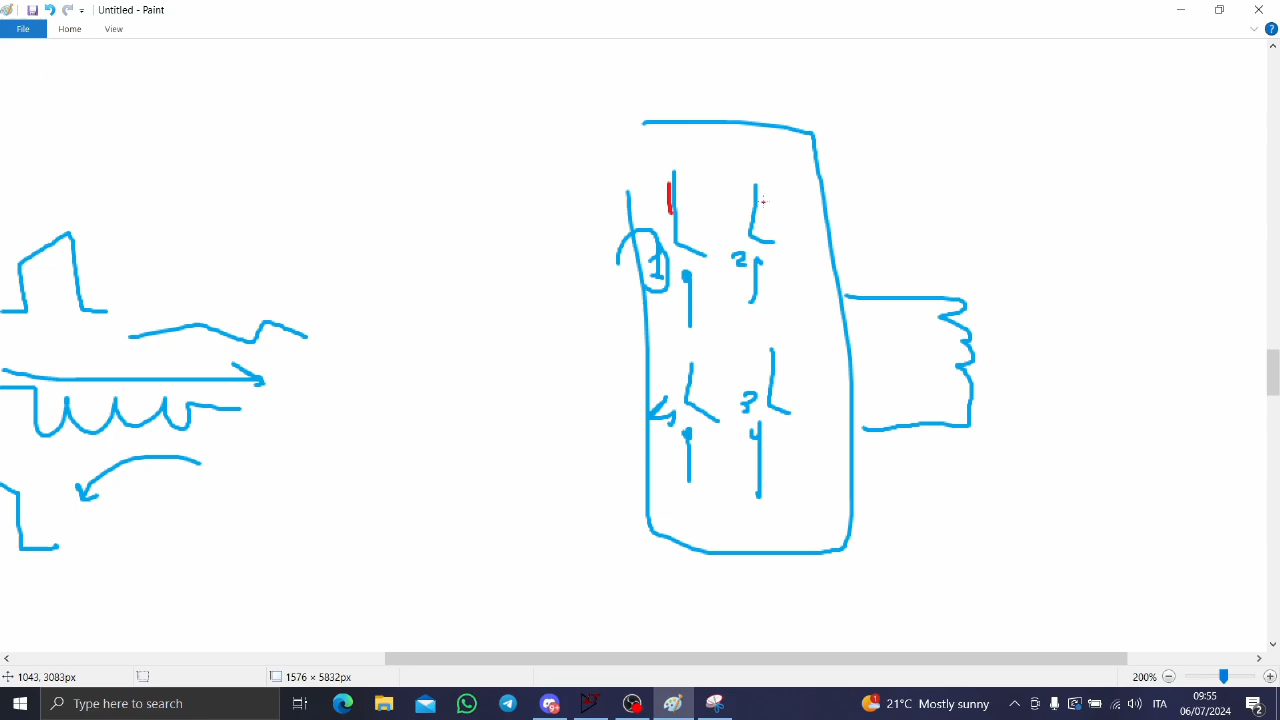 Untitled - Paint
File Home View
1
2
3
1043, 3083px
1576 × 5832px
200%
Type here to search
21°C Mostly sunny
ITA
09:55
06/07/2024
2